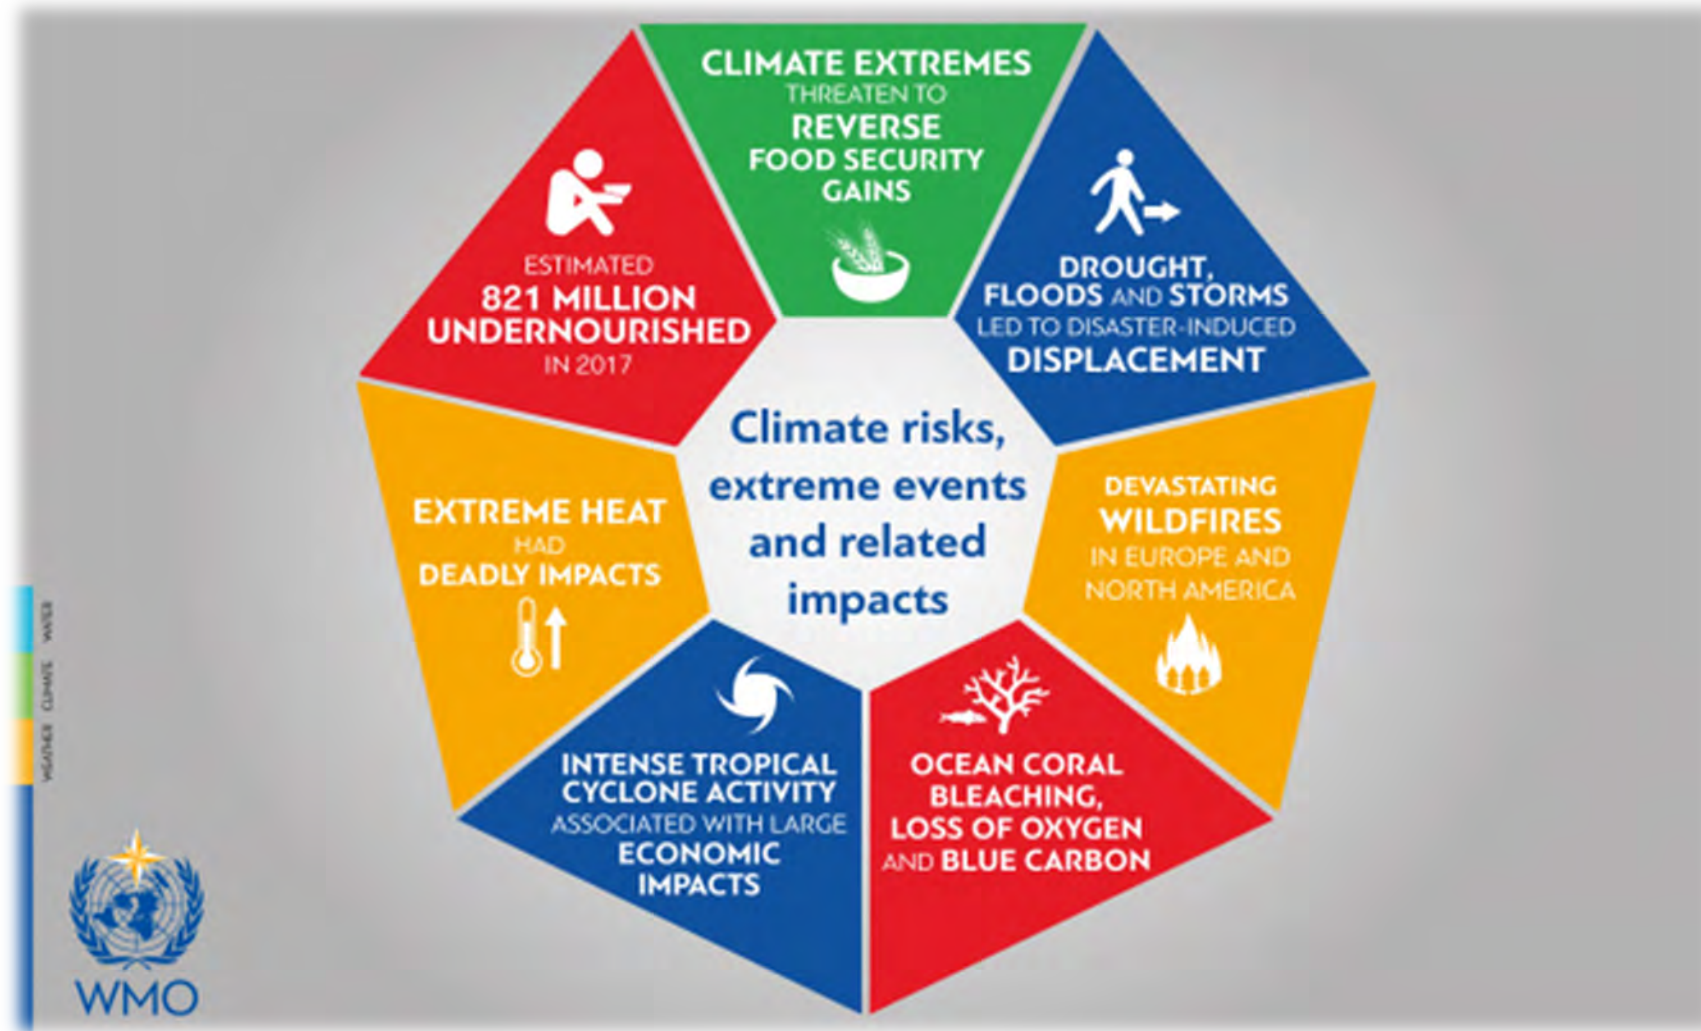 CLIMATE EXTREMES
THREATEN TO
REVERSE
FOOD SECURITY
GAINS
DROUGHT,
FLOODS AND STORMS
LED TO DISASTER-INDUCED
DISPLACEMENT
DEVASTATING
WILDFIRES
IN EUROPE AND
NORTH AMERICA
OCEAN CORAL
BLEACHING,
LOSS OF OXYGEN
AND BLUE CARBON
INTENSE TROPICAL
CYCLONE ACTIVITY
ASSOCIATED WITH LARGE
ECONOMIC
IMPACTS
EXTREME HEAT
HAD
DEADLY IMPACTS
ESTIMATED
821 MILLION
UNDERNOURISHED
IN 2017
Climate risks,
extreme events
and related
impacts
WEATHER CLIMATE WATER
WMO